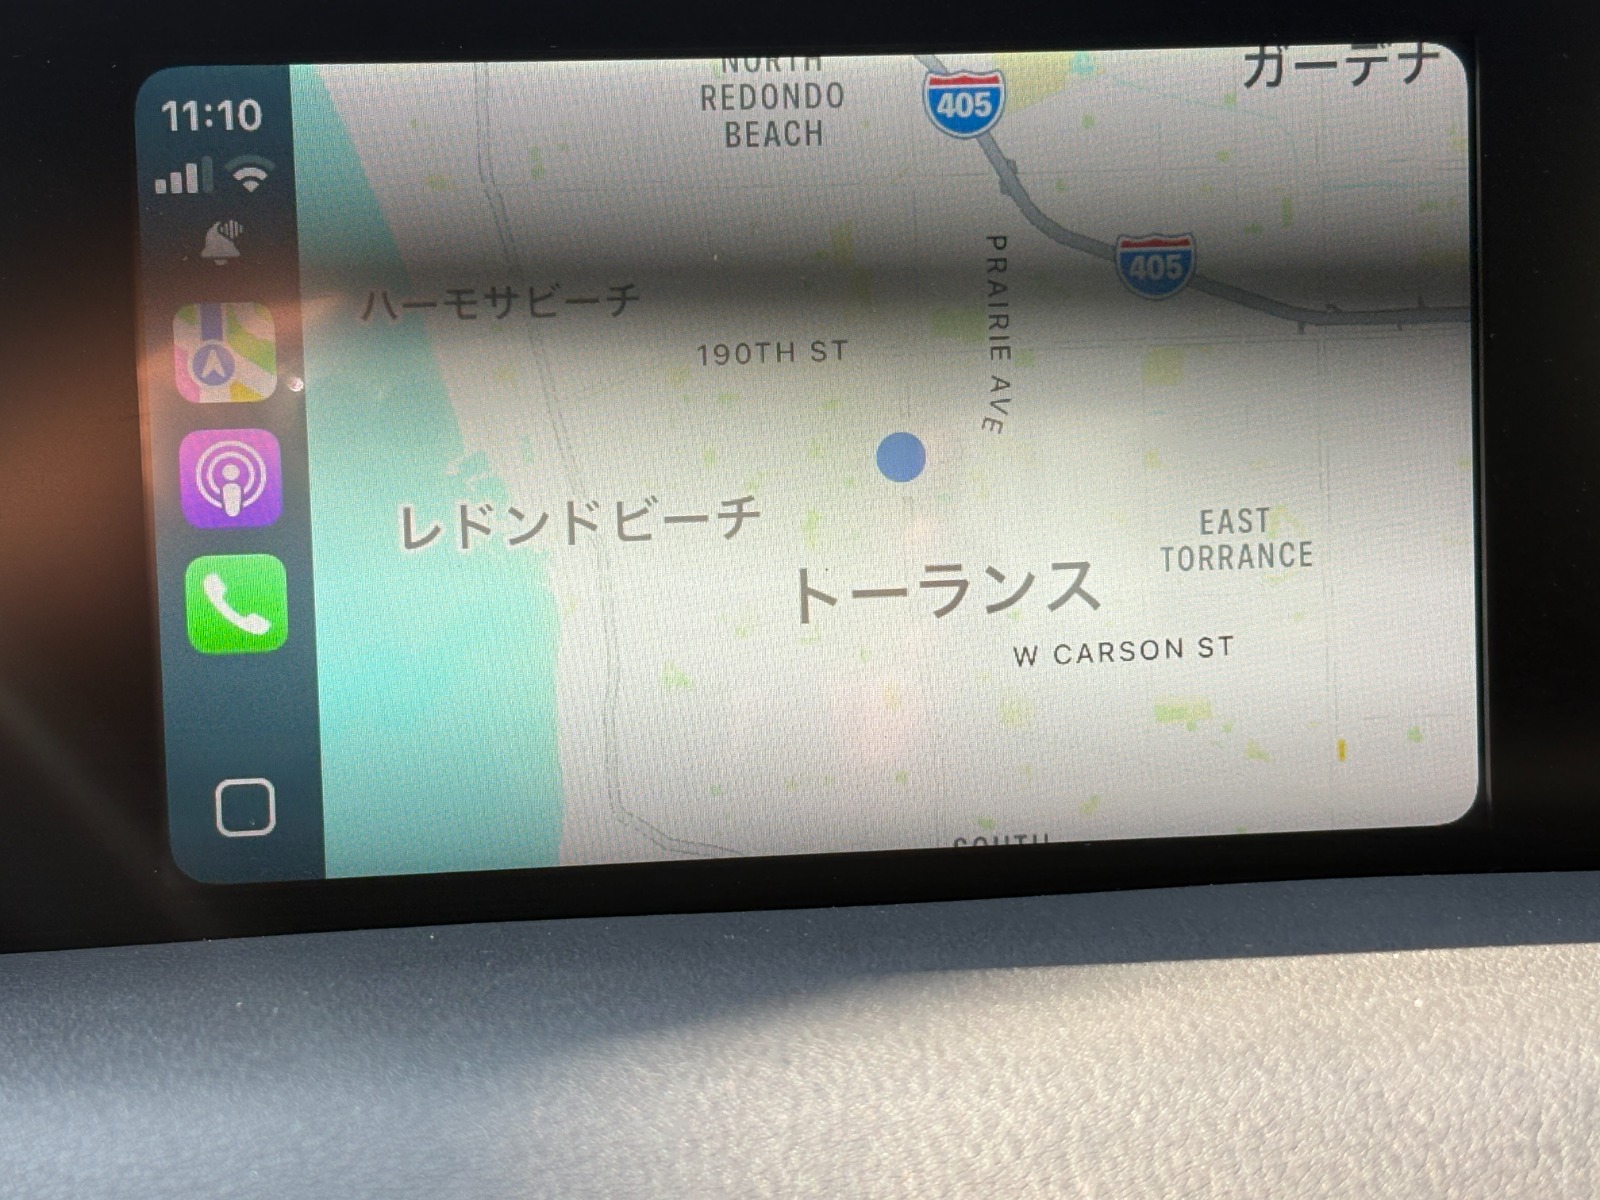 11:10
NORTH
REDONDO
BEACH
405
ガーデナ
405
PRAIRIE AVE
ハーモサビーチ
190TH ST
レドンドビーチ
EAST
TORRANCE
トーランス
W CARSON ST
SOUTH